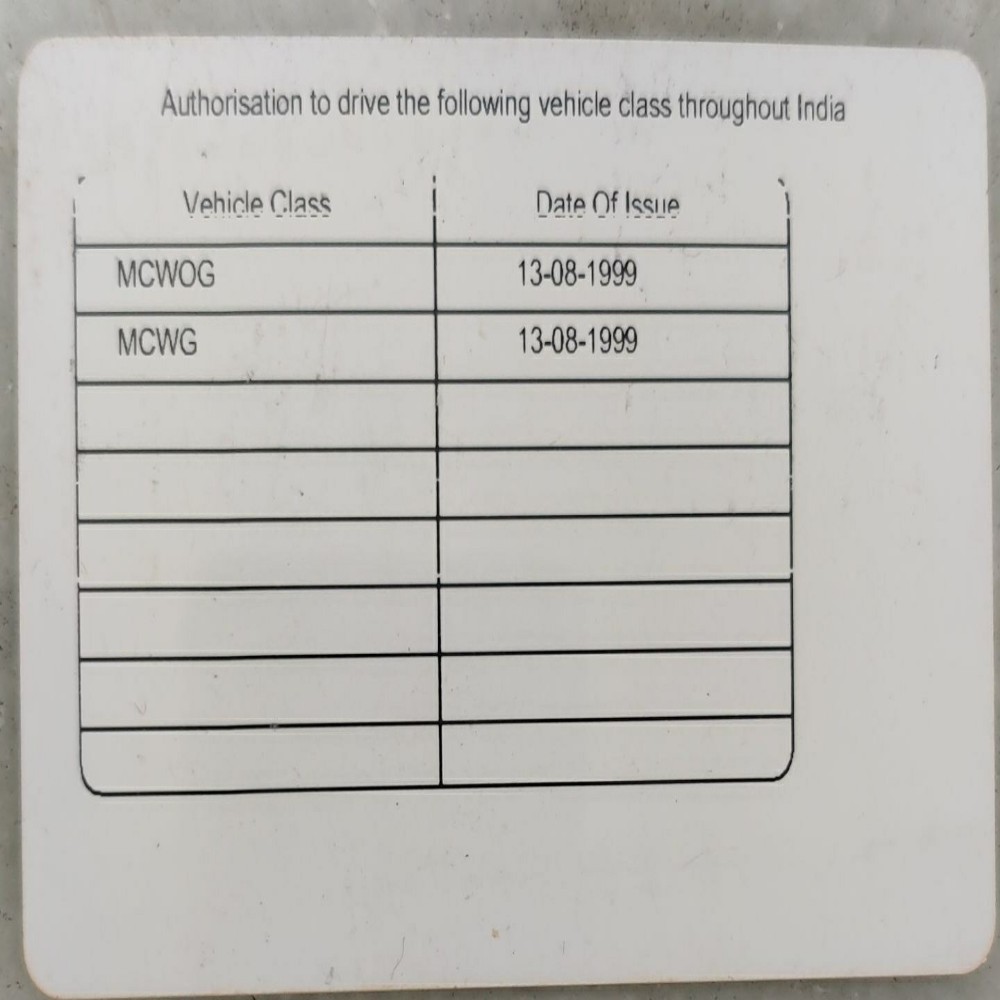 Authorisation to drive the following vehicle class throughout India
Vehicle Class Date Of Issue
MCWOG 13-08-1999
MCWG 13-08-1999